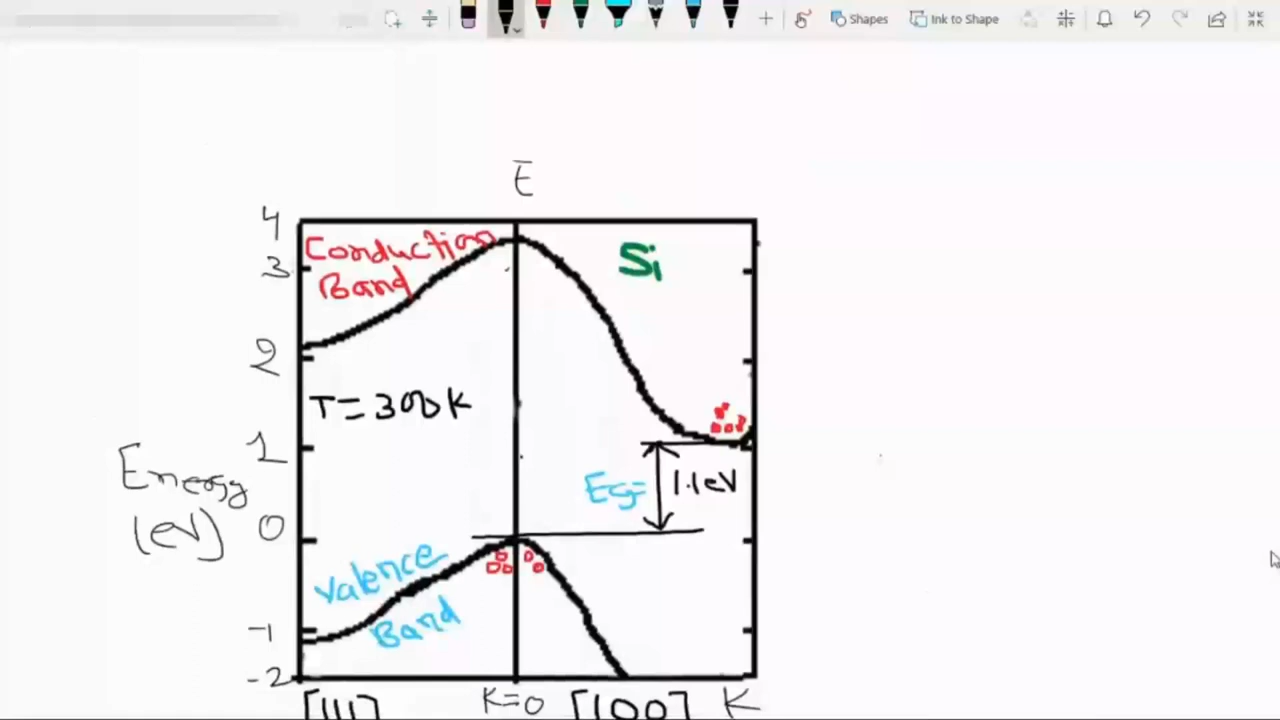 Shapes
Ink to Shape
E
4
Conduction
Band
Si
3
2
T=300K
1
Energy
(eV)
Eg=
1.1eV
0
Valence
Band
-1
-2
[111]
K=0
[100]
K